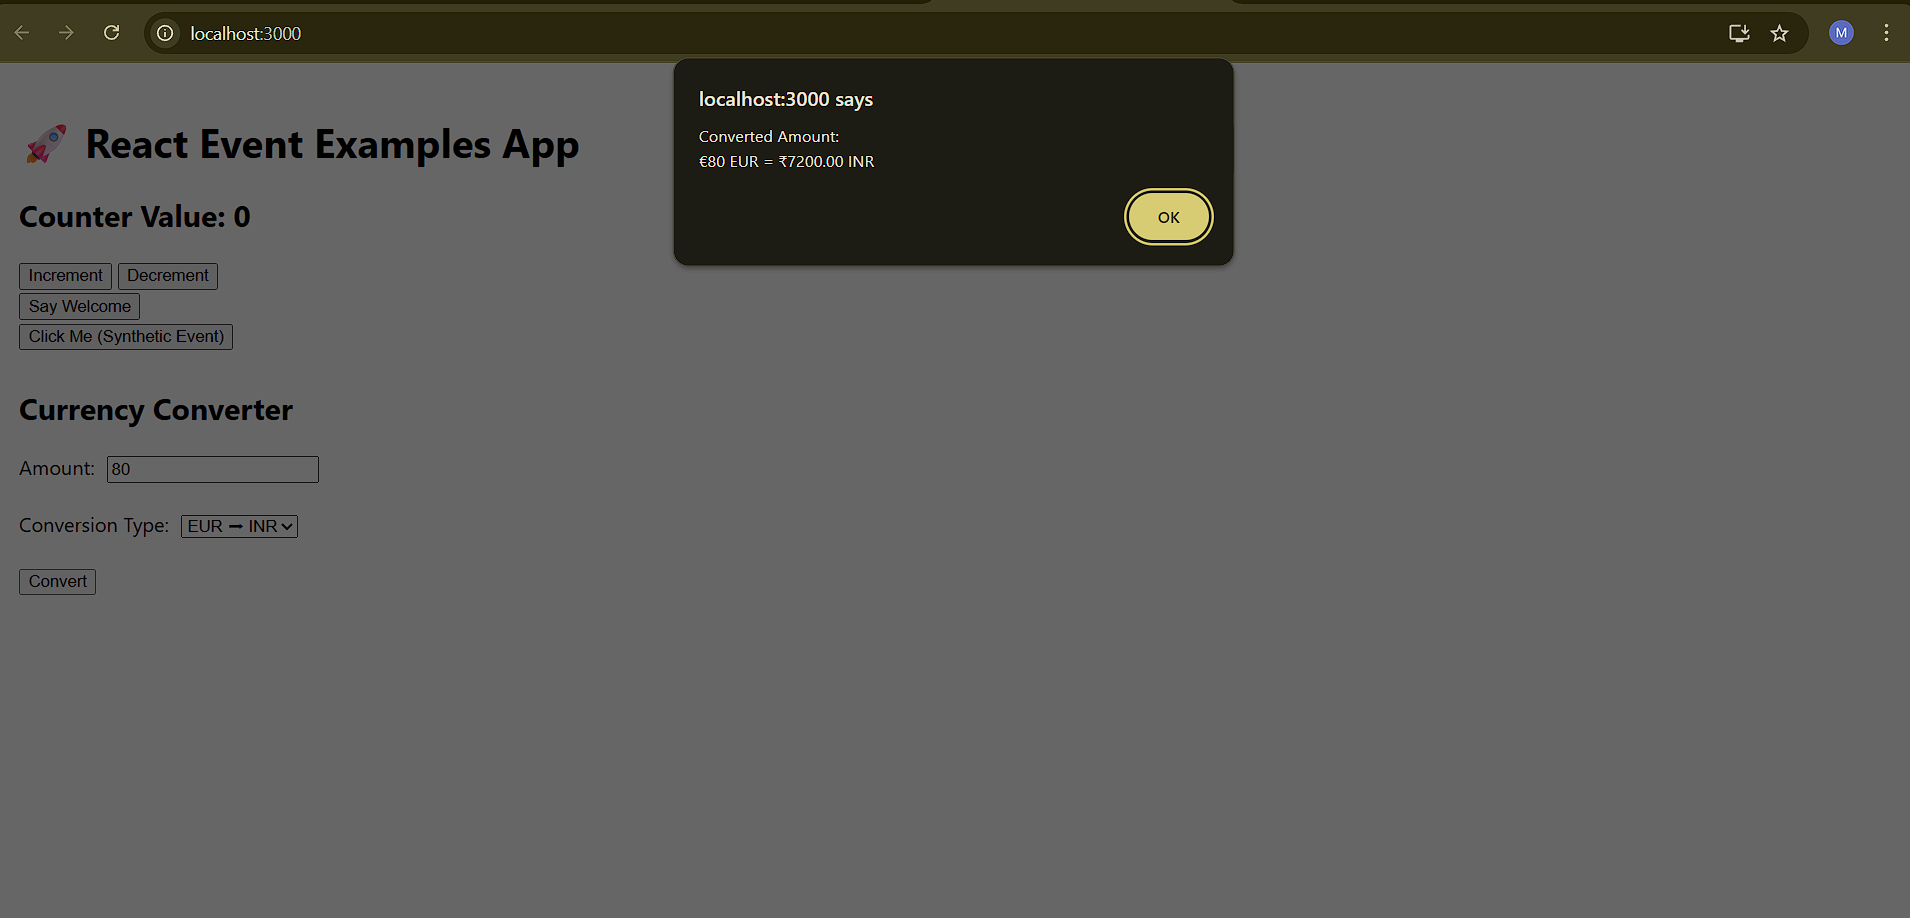 localhost:3000
M
localhost:3000 says
Converted Amount:
€80 EUR = ₹7200.00 INR
OK
🚀 React Event Examples App
Counter Value: 0
Increment Decrement
Say Welcome
Click Me (Synthetic Event)
Currency Converter
Amount: 80
Conversion Type: EUR ➡ INR
Convert